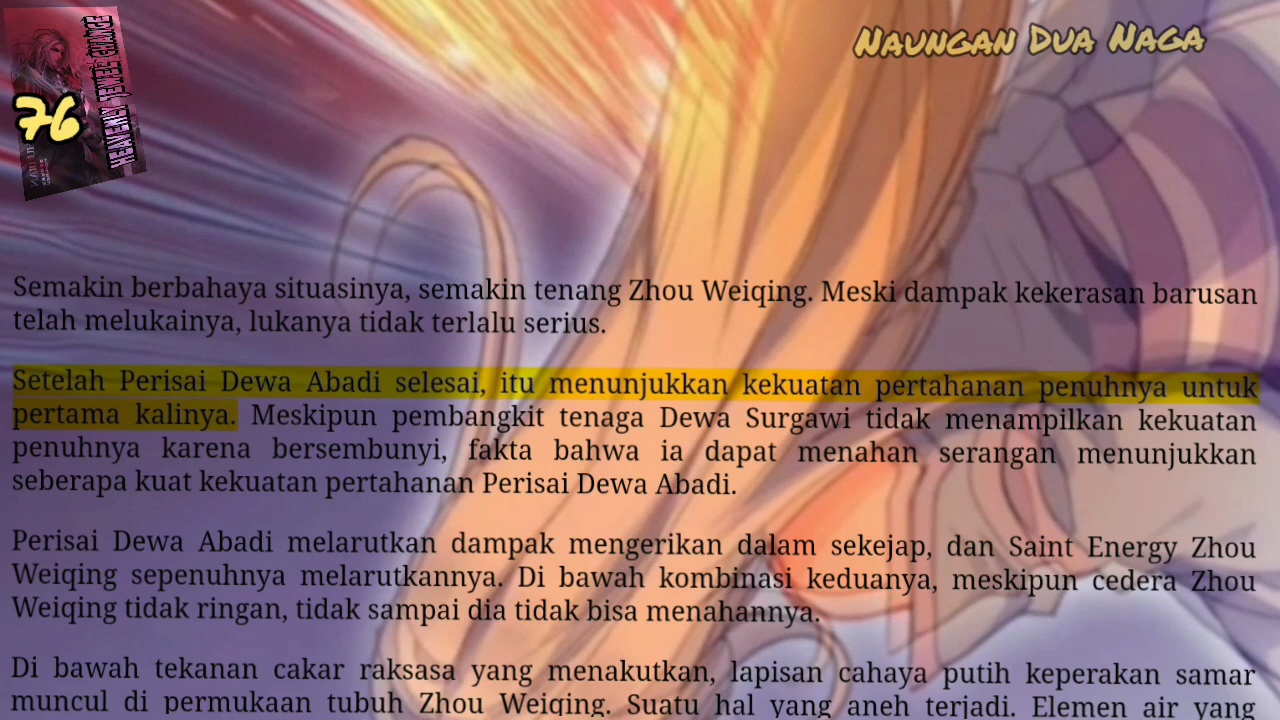 Naungan Dua Naga
HEAVENLY JEWEL CHANGE
76
Semakin berbahaya situasinya, semakin tenang Zhou Weiqing. Meski dampak kekerasan barusan
telah melukainya, lukanya tidak terlalu serius.
Setelah Perisai Dewa Abadi selesai, itu menunjukkan kekuatan pertahanan penuhnya untuk
pertama kalinya. Meskipun pembangkit tenaga Dewa Surgawi tidak menampilkan kekuatan
penuhnya karena bersembunyi, fakta bahwa ia dapat menahan serangan menunjukkan
seberapa kuat kekuatan pertahanan Perisai Dewa Abadi.
Perisai Dewa Abadi melarutkan dampak mengerikan dalam sekejap, dan Saint Energy Zhou
Weiqing sepenuhnya melarutkannya. Di bawah kombinasi keduanya, meskipun cedera Zhou
Weiqing tidak ringan, tidak sampai dia tidak bisa menahannya.
Di bawah tekanan cakar raksasa yang menakutkan, lapisan cahaya putih keperakan samar
muncul di permukaan tubuh Zhou Weiqing. Suatu hal yang aneh terjadi. Elemen air yang